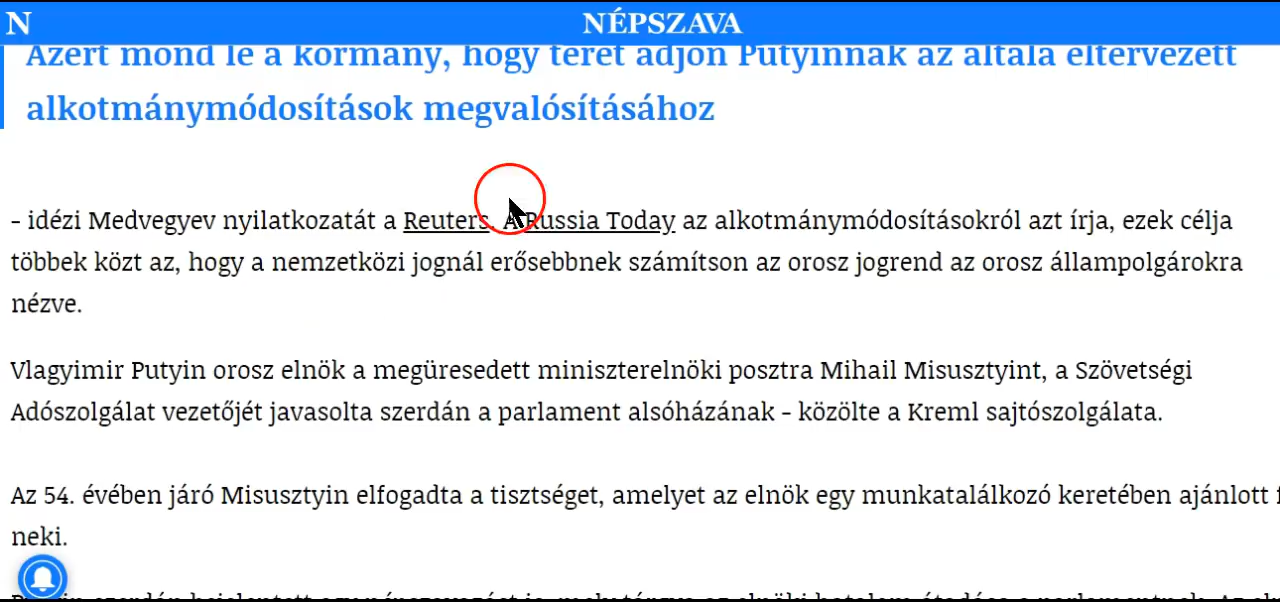 N
NÉPSZAVA
Azért mond le a kormány, hogy teret adjon Putyinnak az általa eltervezett
alkotmánymódosítások megvalósításához
- idézi Medvegyev nyilatkozatát a Reuters. A Russia Today az alkotmánymódosításokról azt írja, ezek célja
többek közt az, hogy a nemzetközi jognál erősebbnek számítson az orosz jogrend az orosz állampolgárokra
nézve.
Vlagyimir Putyin orosz elnök a megüresedett miniszterelnöki posztra Mihail Misusztyint, a Szövetségi
Adószolgálat vezetőjét javasolta szerdán a parlament alsóházának - közölte a Kreml sajtószolgálata.
Az 54. évében járó Misusztyin elfogadta a tisztséget, amelyet az elnök egy munkatalálkozó keretében ajánlott
neki.